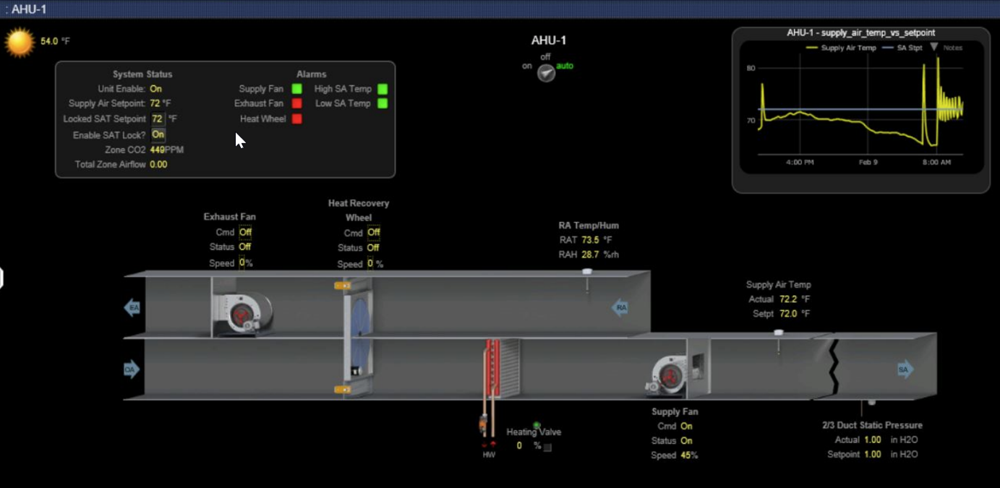 : AHU-1
54.0 °F
AHU-1
off
on auto
System Status
Unit Enable: On
Supply Air Setpoint: 72 °F
Locked SAT Setpoint 72 °F
Enable SAT Lock? On
Zone CO2 449PPM
Total Zone Airflow 0.00
Alarms
Supply Fan High SA Temp
Exhaust Fan Low SA Temp
Heat Wheel
AHU-1 - supply_air_temp_vs_setpoint
Supply Air Temp SA Stpt Notes
80
70
4:00 PM Feb 9 8:00 AM
Exhaust Fan
Cmd Off
Status Off
Speed 0%
Heat Recovery
Wheel
Cmd Off
Status Off
Speed 0 %
RA Temp/Hum
RAT 73.5 °F
RAH 28.7 %rh
Supply Air Temp
Actual 72.2 °F
Setpt 72.0 °F
EA
RA
OA
SA
HW
Heating Valve
0 %
Supply Fan
Cmd On
Status On
Speed 45%
2/3 Duct Static Pressure
Actual 1.00 in H2O
Setpoint 1.00 in H2O